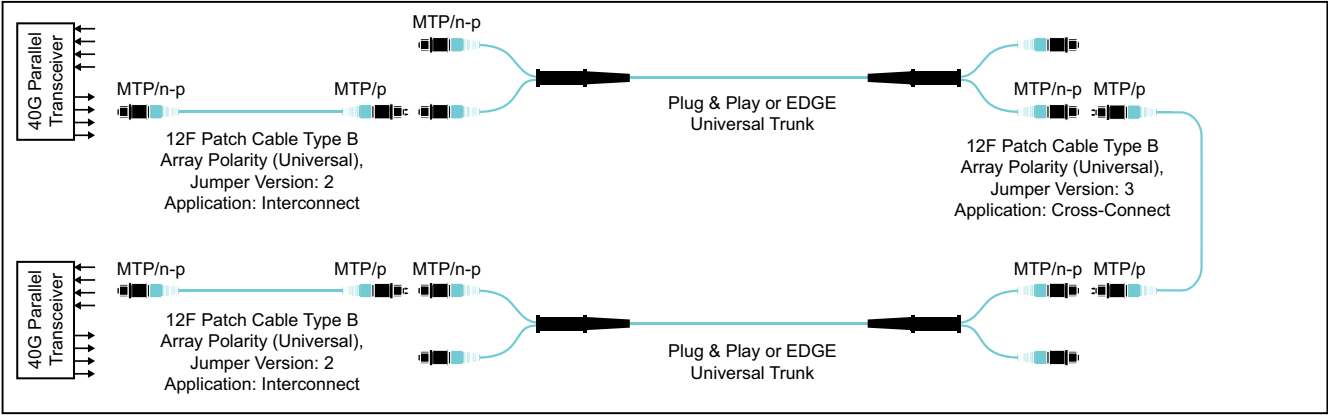 40G Parallel
Transceiver
MTP/n-p
MTP/p
12F Patch Cable Type B
Array Polarity (Universal),
Jumper Version: 2
Application: Interconnect
MTP/n-p
Plug & Play or EDGE
Universal Trunk
MTP/n-p
MTP/p
12F Patch Cable Type B
Array Polarity (Universal),
Jumper Version: 3
Application: Cross-Connect
40G Parallel
Transceiver
MTP/n-p
MTP/p
12F Patch Cable Type B
Array Polarity (Universal),
Jumper Version: 2
Application: Interconnect
MTP/n-p
Plug & Play or EDGE
Universal Trunk
MTP/n-p
MTP/p